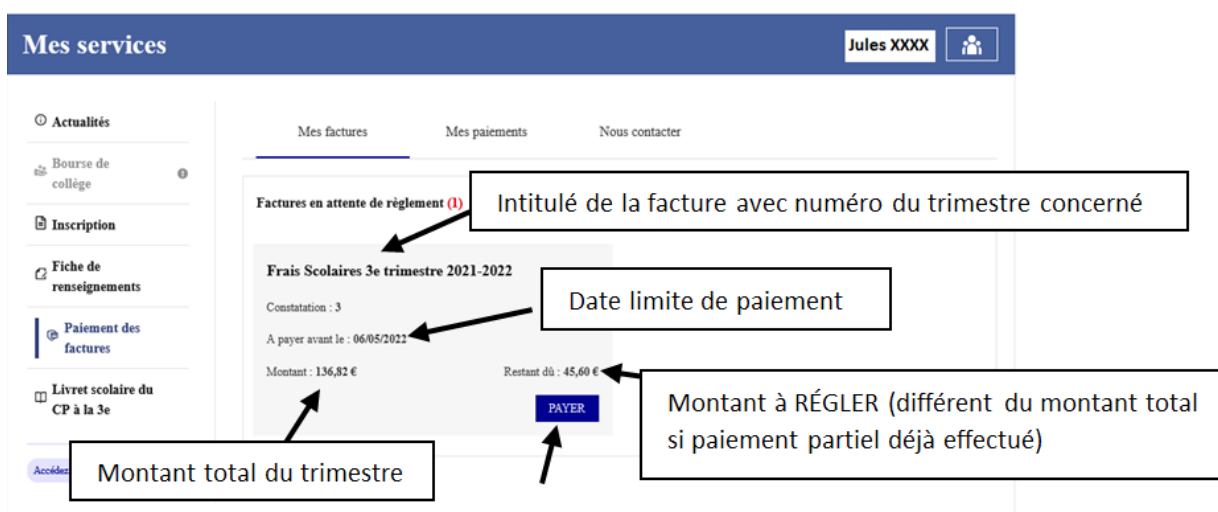 Mes services
Jules XXXX
Actualités
Bourse de
collège
Inscription
Fiche de
renseignements
Paiement des
factures
Livret scolaire du
CP à la 3e
Accédez
Mes factures
Mes paiements
Nous contacter
Factures en attente de règlement (1)
Intitulé de la facture avec numéro du trimestre concerné
Frais Scolaires 3e trimestre 2021-2022
Constatation : 3
Date limite de paiement
A payer avant le : 06/05/2022
Montant : 136,82 €
Restant dû : 45,60 €
PAYER
Montant à RÉGLER (différent du montant total
si paiement partiel déjà effectué)
Montant total du trimestre